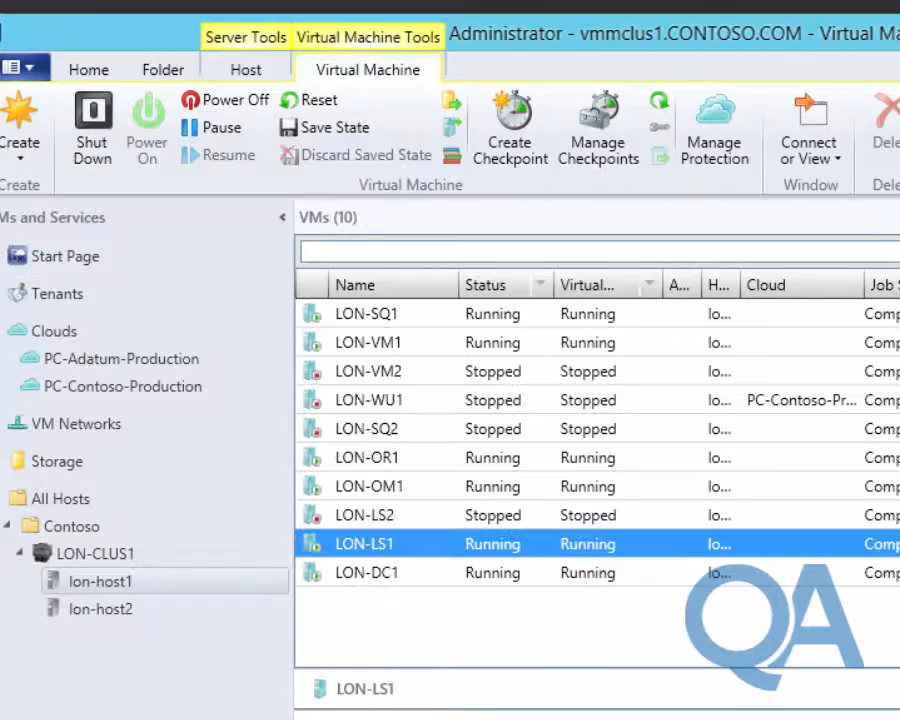 Server Tools Virtual Machine Tools Administrator - vmmclus1.CONTOSO.COM - Virtual Ma
Home Folder Host Virtual Machine
Create Shut Down Power On Power Off Reset Create Checkpoint Manage Checkpoints Manage Protection Connect or View Dele
Pause Save State
Resume Discard Saved State
Create Virtual Machine Window Dele
Ms and Services
Start Page
Tenants
Clouds
PC-Adatum-Production
PC-Contoso-Production
VM Networks
Storage
All Hosts
Contoso
LON-CLUS1
lon-host1
lon-host2
VMs (10)
Name Status Virtual... A... H... Cloud Job S
LON-SQ1 Running Running lo... Comp
LON-VM1 Running Running lo... Comp
LON-VM2 Stopped Stopped lo... Comp
LON-WU1 Stopped Stopped lo... PC-Contoso-Pr... Comp
LON-SQ2 Stopped Stopped lo... Comp
LON-OR1 Running Running lo... Comp
LON-OM1 Running Running lo... Comp
LON-LS2 Stopped Stopped lo... Comp
LON-LS1 Running Running lo... Comp
LON-DC1 Running Running lo... Comp
QA
LON-LS1